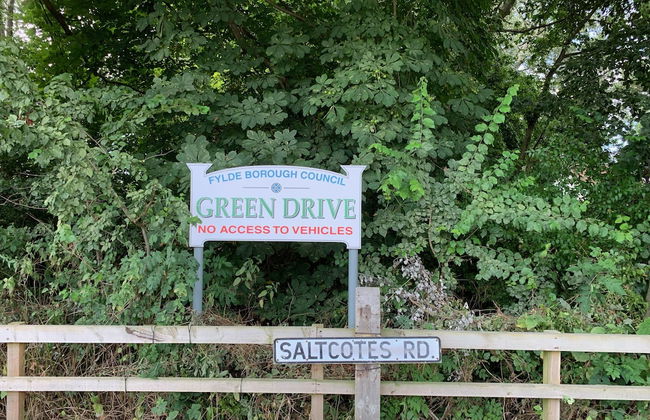 FYLDE BOROUGH COUNCIL
GREEN DRIVE
NO ACCESS TO VEHICLES
SALTCOTES RD.